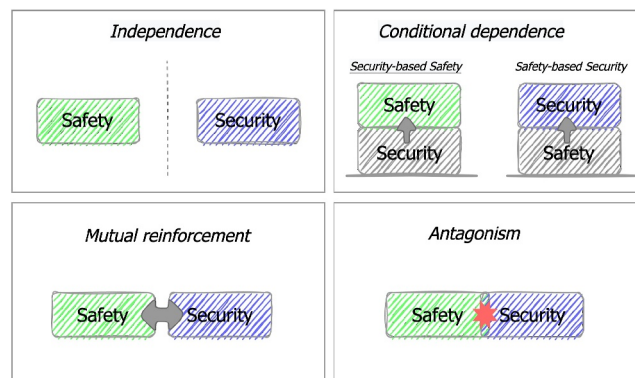 Independence
Safety
Security
Conditional dependence
Security-based Safety
Safety-based Security
Safety
Security
Security
Safety
Mutual reinforcement
Safety
Security
Antagonism
Safety
Security